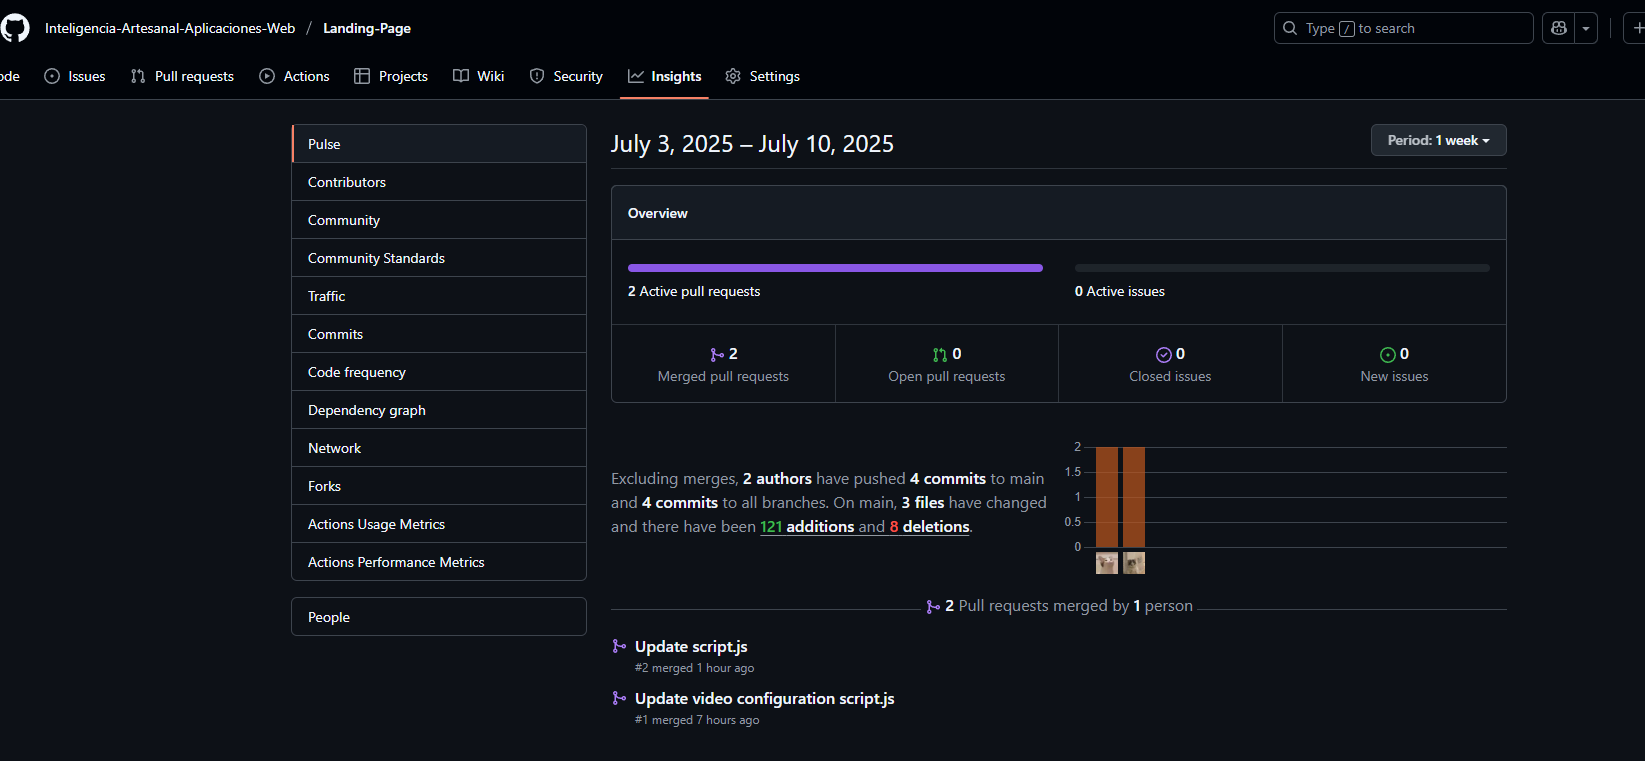 Inteligencia-Artesanal-Aplicaciones-Web / Landing-Page
Type / to search
ode Issues Pull requests Actions Projects Wiki Security Insights Settings
Pulse
Contributors
Community
Community Standards
Traffic
Commits
Code frequency
Dependency graph
Network
Forks
Actions Usage Metrics
Actions Performance Metrics
People
July 3, 2025 – July 10, 2025
Period: 1 week
Overview
2 Active pull requests
0 Active issues
2
Merged pull requests
0
Open pull requests
0
Closed issues
0
New issues
Excluding merges, 2 authors have pushed 4 commits to main
and 4 commits to all branches. On main, 3 files have changed
and there have been 121 additions and 8 deletions.
2
1.5
1
0.5
0
2 Pull requests merged by 1 person
Update script.js
#2 merged 1 hour ago
Update video configuration script.js
#1 merged 7 hours ago